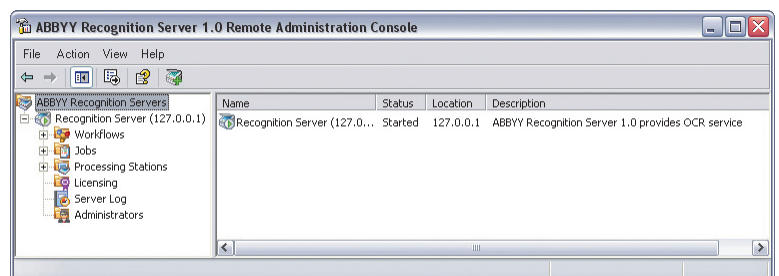 ABBYY Recognition Server 1.0 Remote Administration Console
File Action View Help
ABBYY Recognition Servers
Recognition Server (127.0.0.1)
Workflows
Jobs
Processing Stations
Licensing
Server Log
Administrators
Name Status Location Description
Recognition Server (127.0... Started 127.0.0.1 ABBYY Recognition Server 1.0 provides OCR service